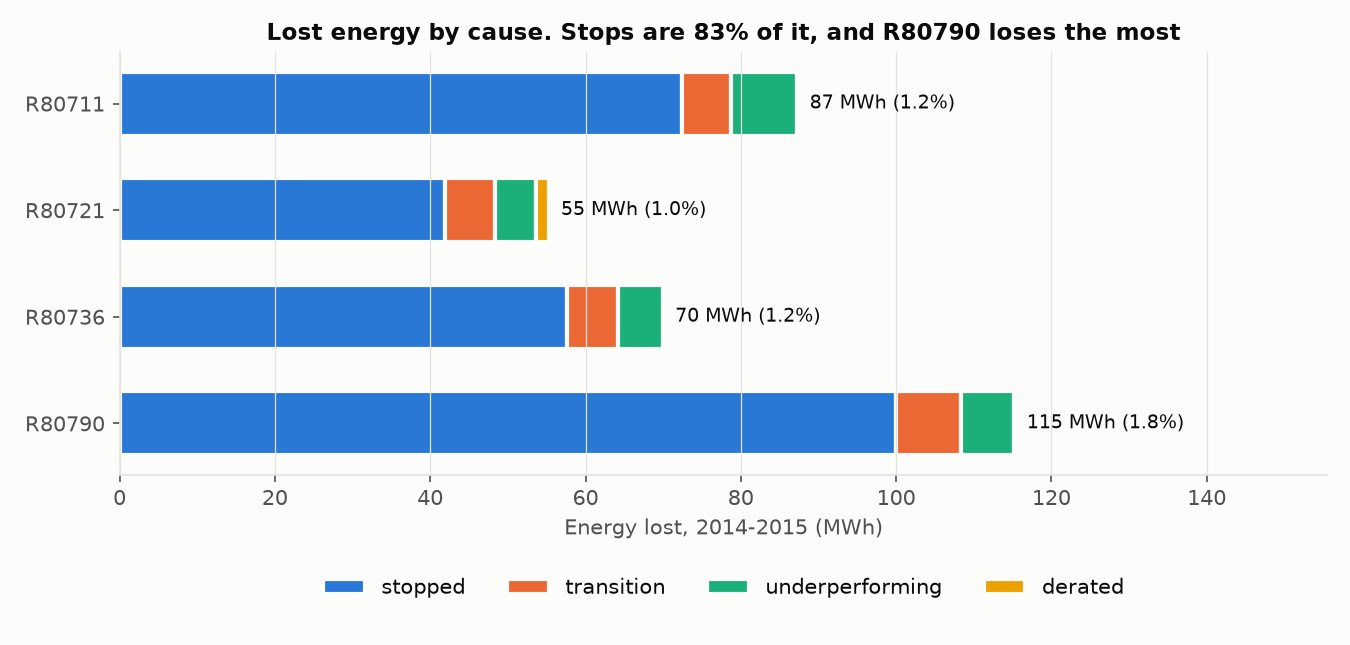 Lost energy by cause. Stops are 83% of it, and R80790 loses the most
R80711
87 MWh (1.2%)
R80721
55 MWh (1.0%)
R80736
70 MWh (1.2%)
R80790
115 MWh (1.8%)
0 20 40 60 80 100 120 140
Energy lost, 2014-2015 (MWh)
stopped transition underperforming derated